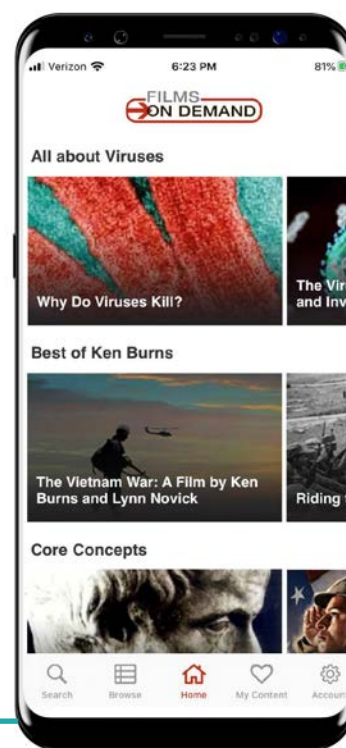 Verizon 6:23 PM 81%
FILMS
ON DEMAND
All about Viruses
Why Do Viruses Kill?
The Vir
and Inv
Best of Ken Burns
The Vietnam War: A Film by Ken
Burns and Lynn Novick
Riding
Core Concepts
Search Browse Home My Content Account